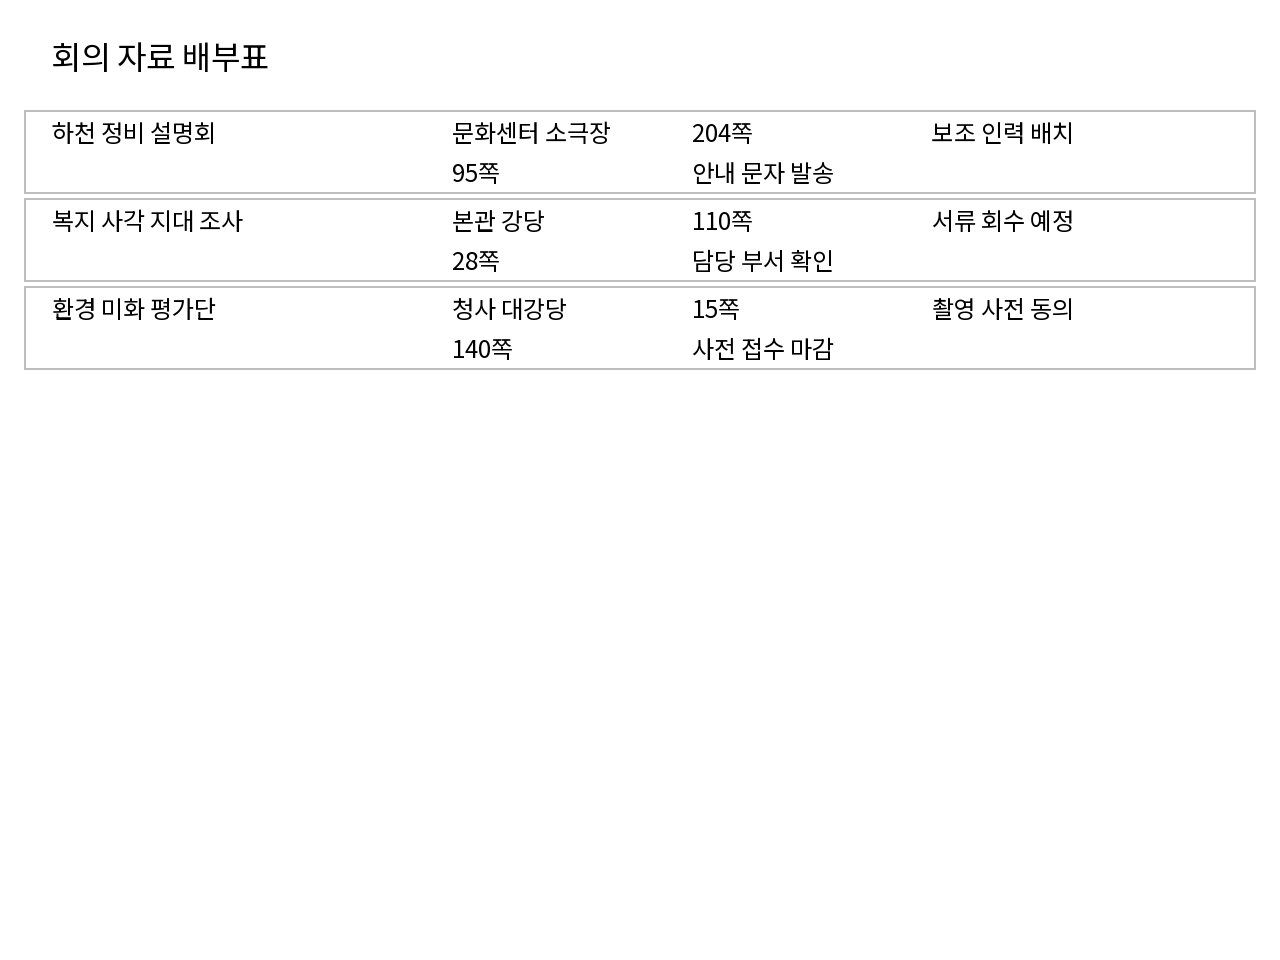 회의 자료 배부표
하천 정비 설명회 문화센터 소극장 204쪽 보조 인력 배치
95쪽 안내 문자 발송
복지 사각 지대 조사 본관 강당 110쪽 서류 회수 예정
28쪽 담당 부서 확인
환경 미화 평가단 청사 대강당 15쪽 촬영 사전 동의
140쪽 사전 접수 마감